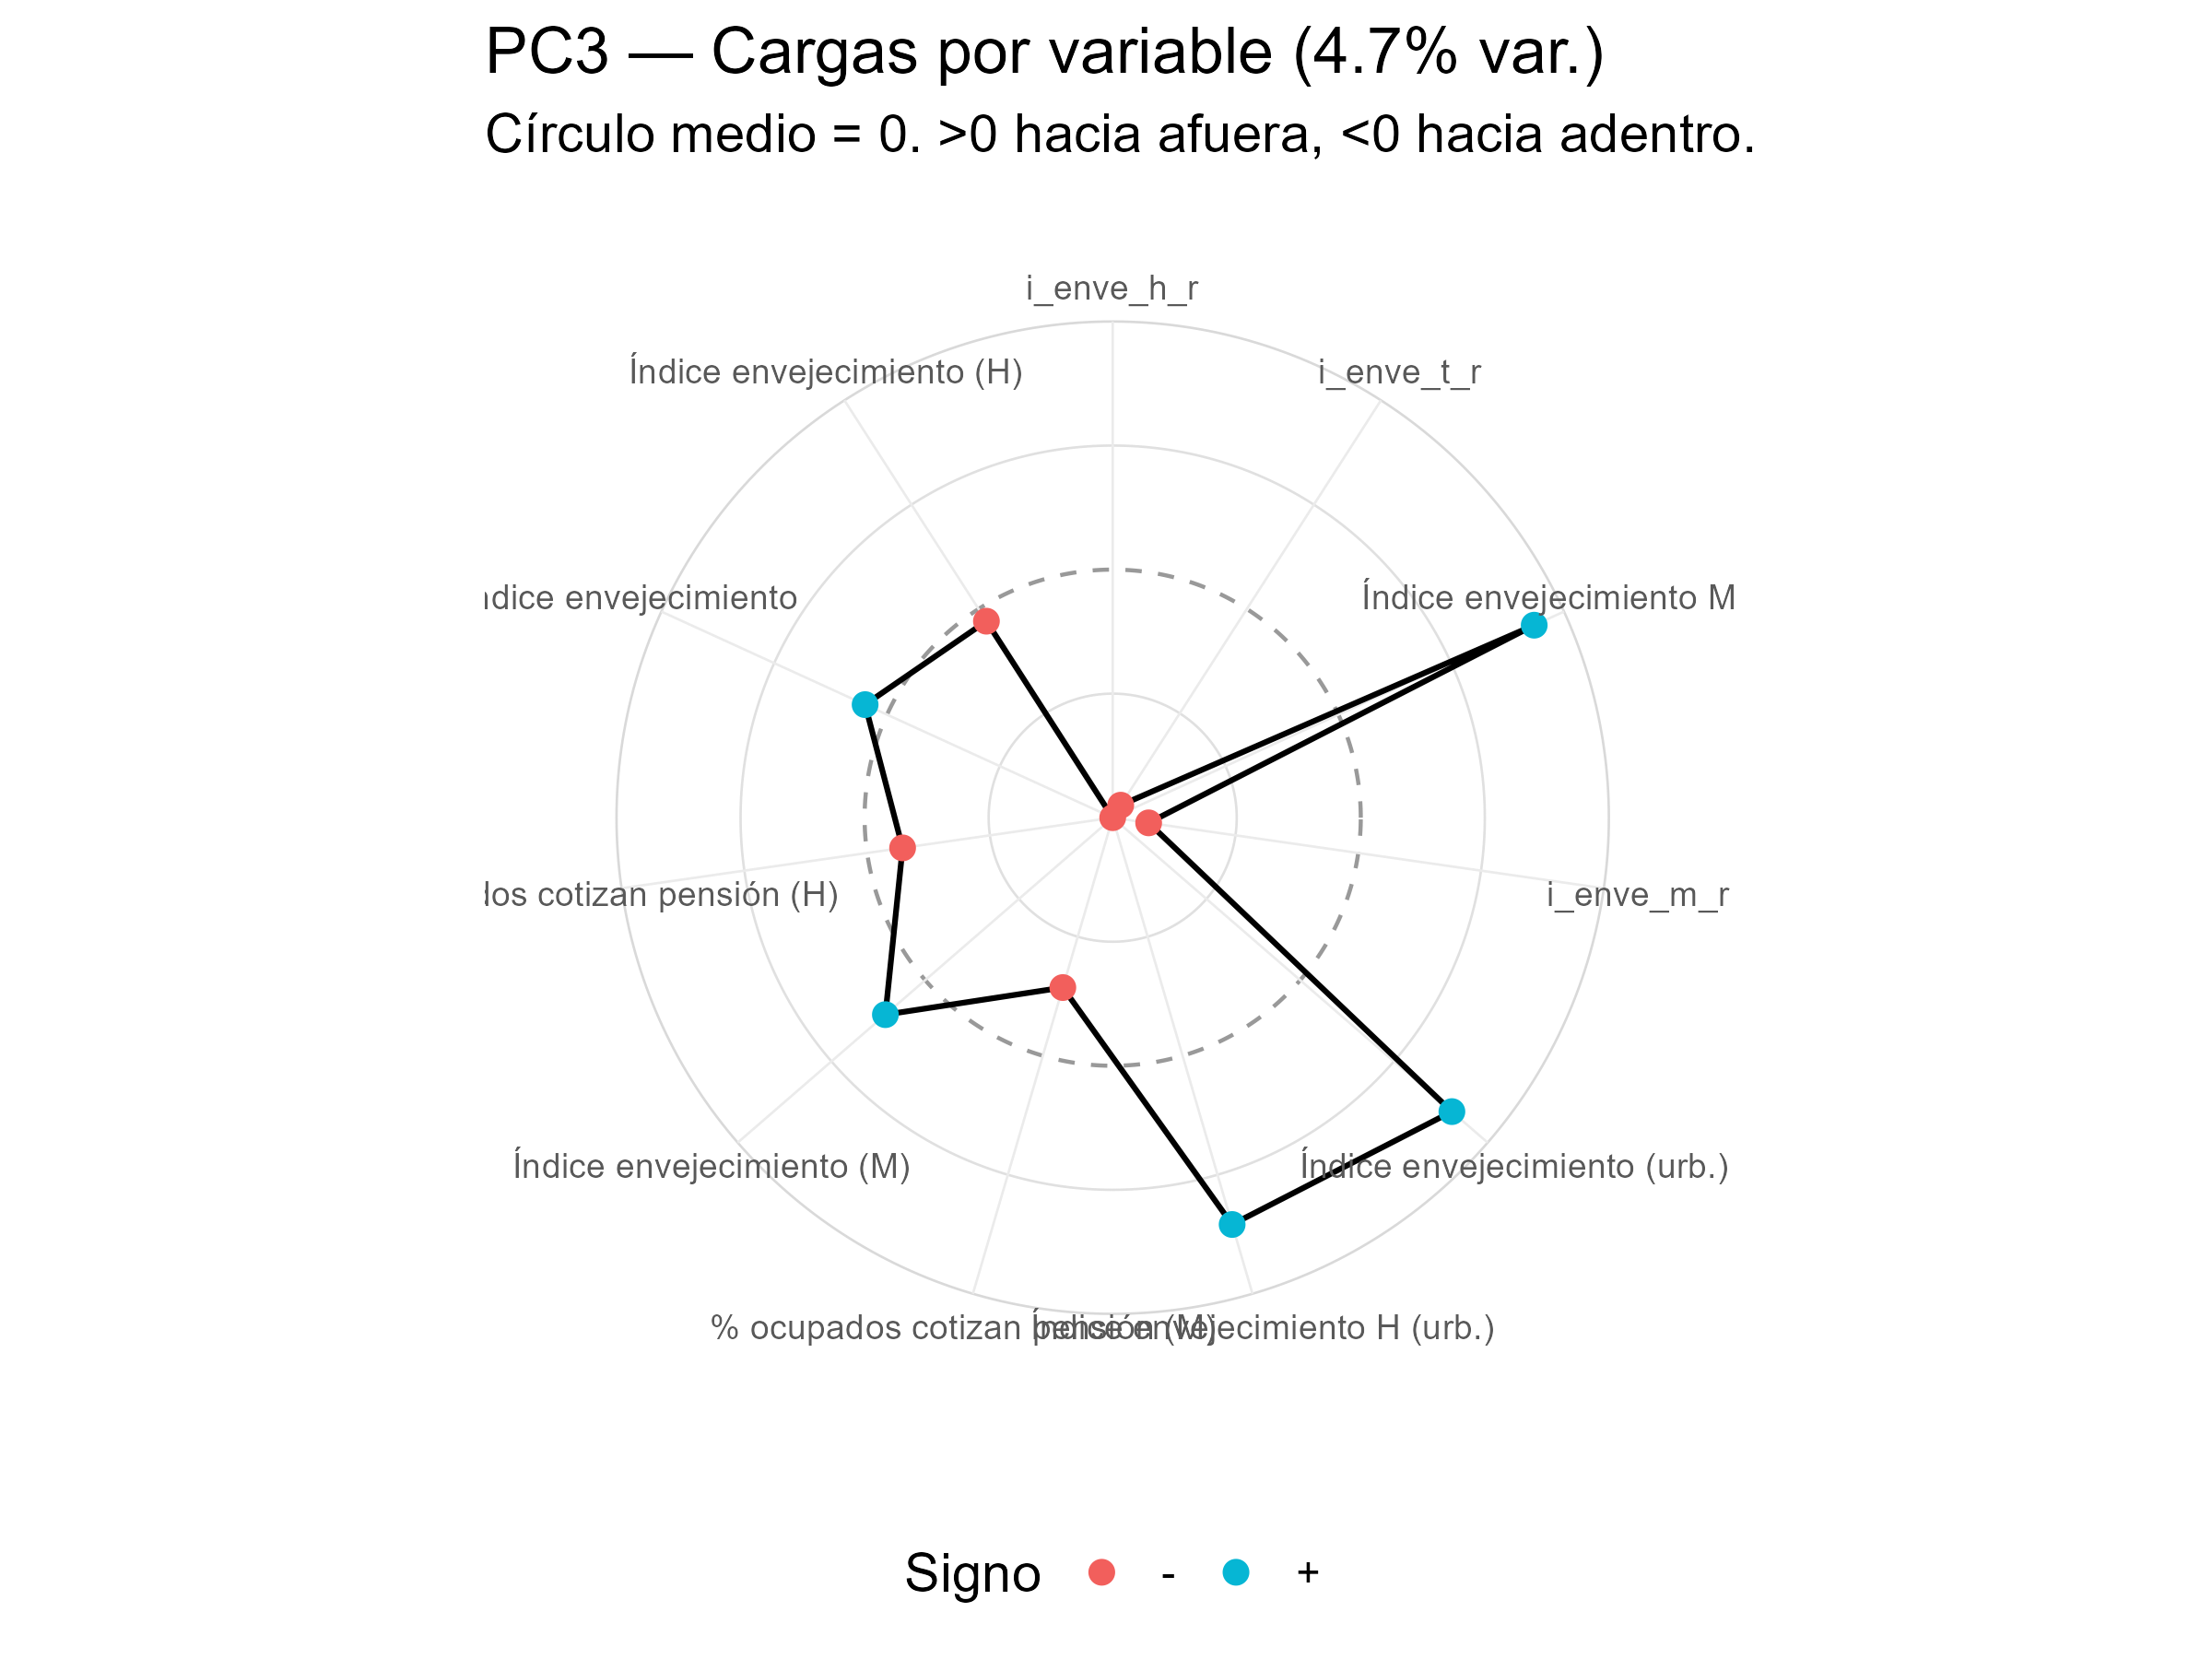 PC3 — Cargas por variable (4.7% var.)
Círculo medio = 0. >0 hacia afuera, <0 hacia adentro.
i_enve_h_r
Índice envejecimiento (H)
i_enve_t_r
ndice envejecimiento
Índice envejecimiento M
dos cotizan pensión (H)
i_enve_m_r
Índice envejecimiento (M)
Índice envejecimiento (urb.)
% ocupados cotizan pensión (M)
Índice envejecimiento H (urb.)
Signo - +